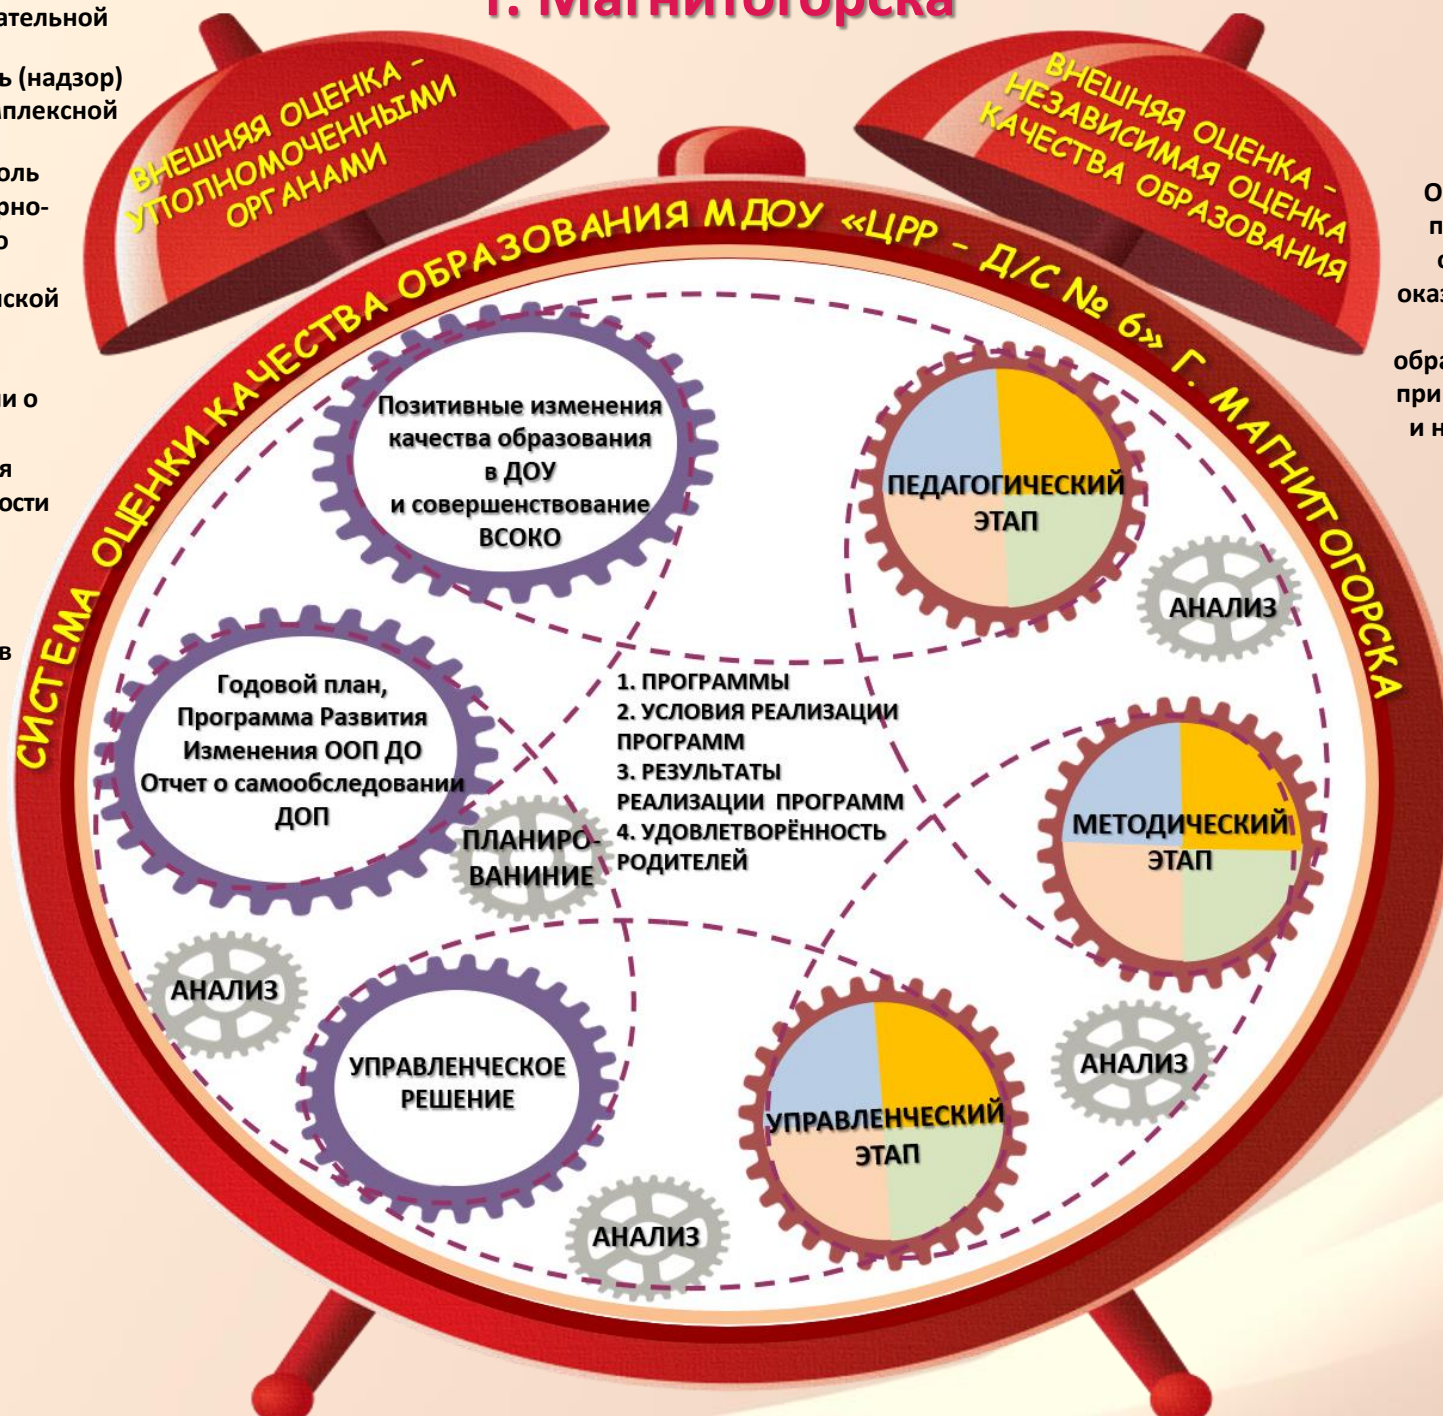 г. Магнитогорска
(надзор)
о
в
ВНЕШНЯЯ ОЦЕНКА –
УПОЛНОМОЧЕННЫМИ
ОРГАНАМИ
ВНЕШНЯЯ ОЦЕНКА –
НЕЗАВИСИМАЯ ОЦЕНКА
КАЧЕСТВА ОБРАЗОВАНИЯ
СИСТЕМА ОЦЕНКИ КАЧЕСТВА ОБРАЗОВАНИЯ МДОУ «ЦРР – Д/С № 6» Г. МАГНИТОГОРСКА
Позитивные изменения
качества образования
в ДОУ
и совершенствование
ВСОКО
ПЕДАГОГИЧЕСКИЙ
ЭТАП
АНАЛИЗ
Годовой план,
Программа Развития
Изменения ООП ДО
Отчет о самообследовании
ДОП
1. ПРОГРАММЫ
2. УСЛОВИЯ РЕАЛИЗАЦИИ
ПРОГРАММ
3. РЕЗУЛЬТАТЫ
РЕАЛИЗАЦИИ ПРОГРАММ
4. УДОВЛЕТВОРЁННОСТЬ
РОДИТЕЛЕЙ
МЕТОДИЧЕСКИЙ
ЭТАП
ПЛАНИРО-
ВАНИНИЕ
АНАЛИЗ
УПРАВЛЕНЧЕСКОЕ
РЕШЕНИЕ
АНАЛИЗ
УПРАВЛЕНЧЕСКИЙ
ЭТАП
АНАЛИЗ